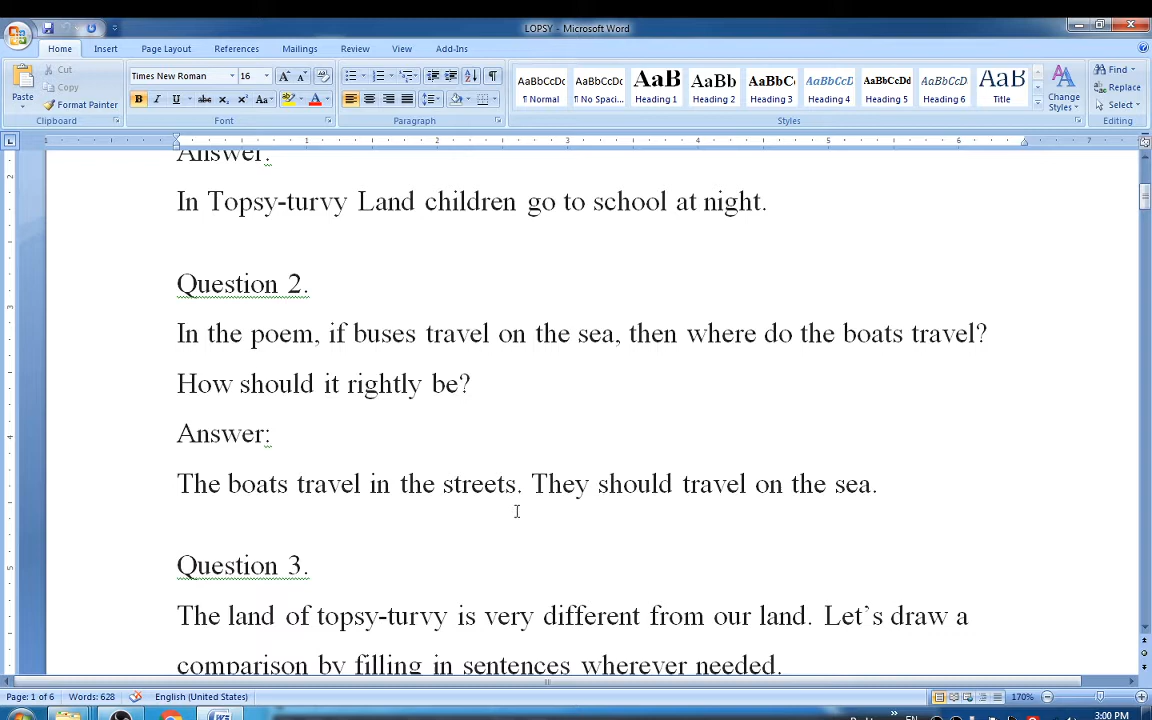 LOPSY - Microsoft Word
Home Insert Page Layout References Mailings Review View Add-Ins
Paste
Cut
Copy
Format Painter
Clipboard
Times New Roman 16
Font
Paragraph
AaBbCcDc AaBbCcDc AaB AaBb AaBbC AaBbCcD AaBbCcDd AaBbCcD AaBbC
¶ Normal ¶ No Spaci... Heading 1 Heading 2 Heading 3 Heading 4 Heading 5 Heading 6 Title
Change Styles
Styles
Find
Replace
Select
Editing
Answer:
In Topsy-turvy Land children go to school at night.
Question 2.
In the poem, if buses travel on the sea, then where do the boats travel?
How should it rightly be?
Answer:
The boats travel in the streets. They should travel on the sea.
Question 3.
The land of topsy-turvy is very different from our land. Let's draw a
comparison by filling in sentences wherever needed.
Page: 1 of 6 Words: 628 English (United States) 170%
EN 3:00 PM